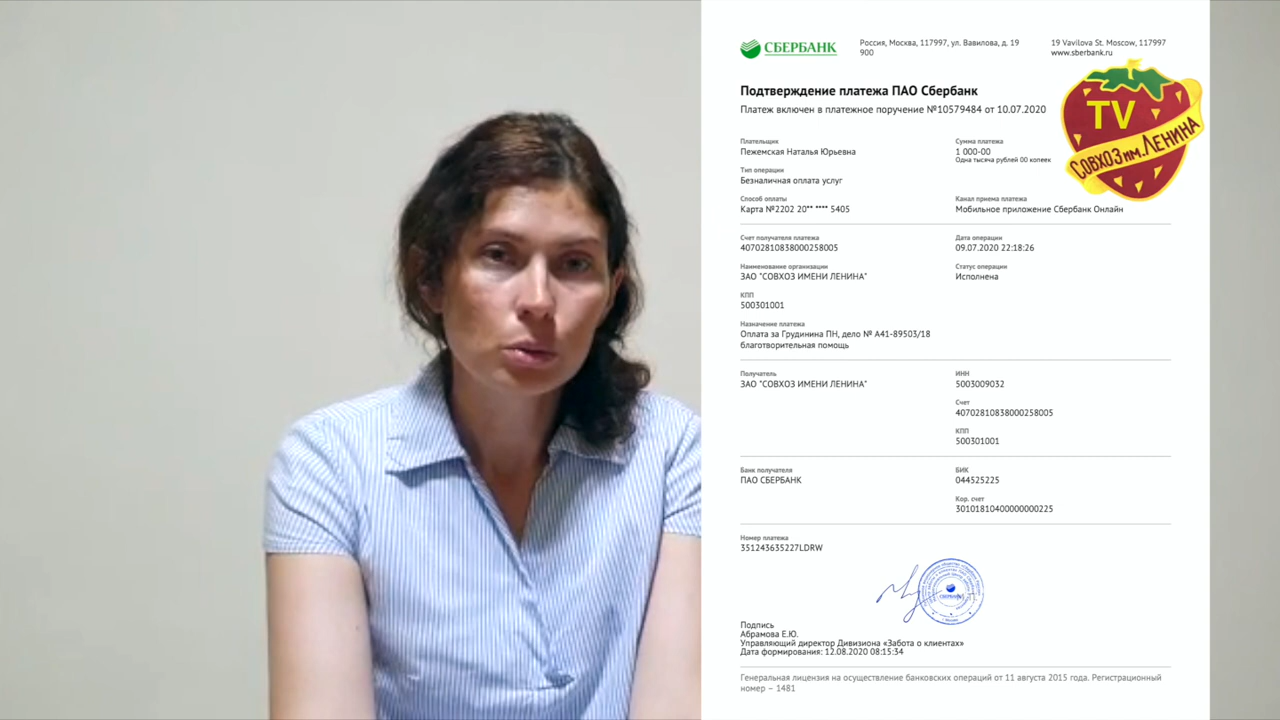 СБЕРБАНК
Россия, Москва, 117997, ул. Вавилова, д. 19
900
19 Vavilova St. Moscow, 117997
www.sberbank.ru
Подтверждение платежа ПАО Сбербанк
Платеж включен в платежное поручение №10579484 от 10.07.2020
TV
СОВХОЗ им. ЛЕНИНА
Плательщик
Пежемская Наталья Юрьевна
Сумма платежа
1 000-00
Одна тысяча рублей 00 копеек
Тип операции
Безналичная оплата услуг
Способ оплаты
Карта №2202 20** **** 5405
Канал приема платежа
Мобильное приложение Сбербанк Онлайн
Счет получателя платежа
40702810838000258005
Дата операции
09.07.2020 22:18:26
Наименование организации
ЗАО "СОВХОЗ ИМЕНИ ЛЕНИНА"
Статус операции
Исполнена
КПП
500301001
Назначение платежа
Оплата за Грудинина ПН, дело № А41-89503/18
благотворительная помощь
Получатель
ЗАО "СОВХОЗ ИМЕНИ ЛЕНИНА"
ИНН
5003009032
Счет
40702810838000258005
КПП
500301001
Банк получателя
ПАО СБЕРБАНК
БИК
044525225
Кор. счет
30101810400000000225
Номер платежа
351243635227LDRW
СБЕРБАНК
Подпись
Абрамова Е.Ю.
Управляющий директор Дивизиона «Забота о клиентах»
Дата формирования: 12.08.2020 08:15:34
Генеральная лицензия на осуществление банковских операций от 11 августа 2015 года. Регистрационный
номер – 1481